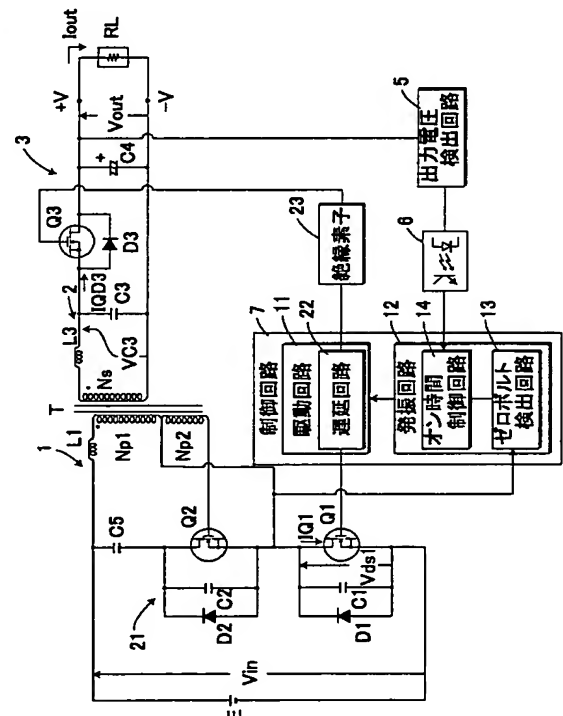 Iout
RL
+V
-V
Vout
C4
+
3
Q3
D3
IQD3
2
C3
L3
VC3
Ns
T
1
L1
Np1
Np2
C5
Q2
C2
D2
21
IQ1
Q1
Vds1
C1
D1
Vin
E
5
出力電圧
検出回路
6
23
絶縁素子
7
制御回路
11
駆動回路
22
遅延回路
12
発振回路
14
オン時間
制御回路
13
ゼロボルト
検出回路